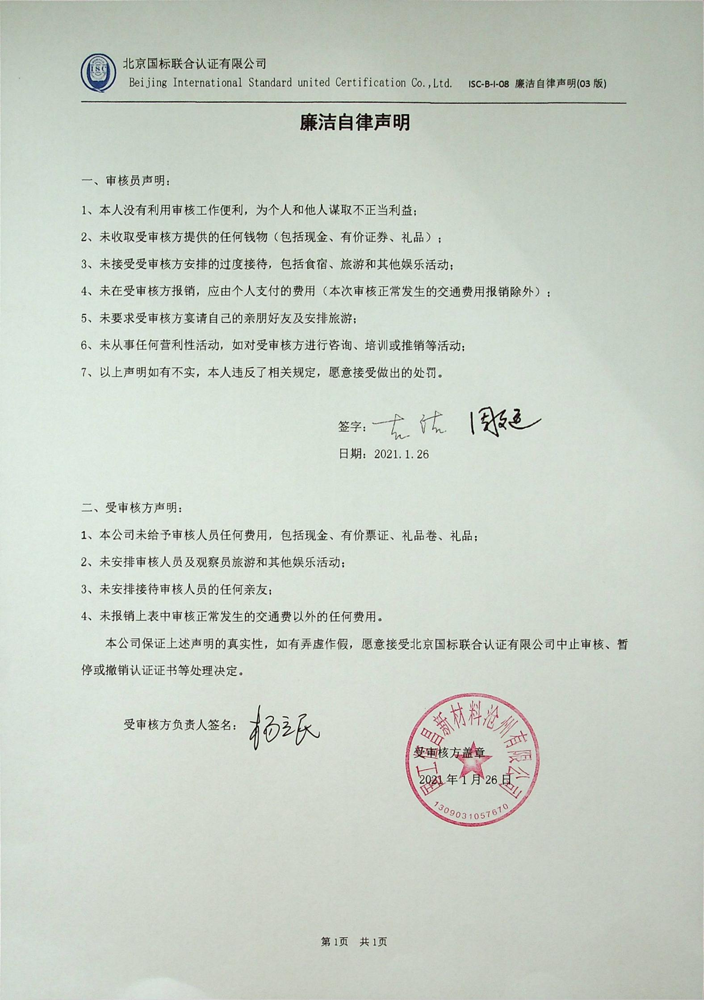 ISC
北京国标联合认证有限公司
Beijing International Standard united Certification Co.,Ltd. ISC-B-I-08 廉洁自律声明(03 版)
廉洁自律声明
一、审核员声明：
1、本人没有利用审核工作便利，为个人和他人谋取不正当利益；
2、未收取受审核方提供的任何钱物（包括现金、有价证券、礼品）；
3、未接受受审核方安排的过度接待，包括食宿、旅游和其他娱乐活动；
4、未在受审核方报销，应由个人支付的费用（本次审核正常发生的交通费用报销除外）；
5、未要求受审核方宴请自己的亲朋好友及安排旅游；
6、未从事任何营利性活动，如对受审核方进行咨询、培训或推销等活动；
7、以上声明如有不实，本人违反了相关规定，愿意接受做出的处罚。
签字： 吉洁
日期：2021.1.26
二、受审核方声明：
1、本公司未给予审核人员任何费用，包括现金、有价票证、礼品卷、礼品；
2、未安排审核人员及观察员旅游和其他娱乐活动；
3、未安排接待审核人员的任何亲友；
4、未报销上表中审核正常发生的交通费以外的任何费用。
本公司保证上述声明的真实性，如有弄虚作假，愿意接受北京国标联合认证有限公司中止审核、暂
停或撤销认证证书等处理决定。
受审核方负责人签名： 杨立民
昌新材料沧州有限公司
受审核方盖章
2021 年 1 月 26 日
1309031057670
第 1页 共 1页